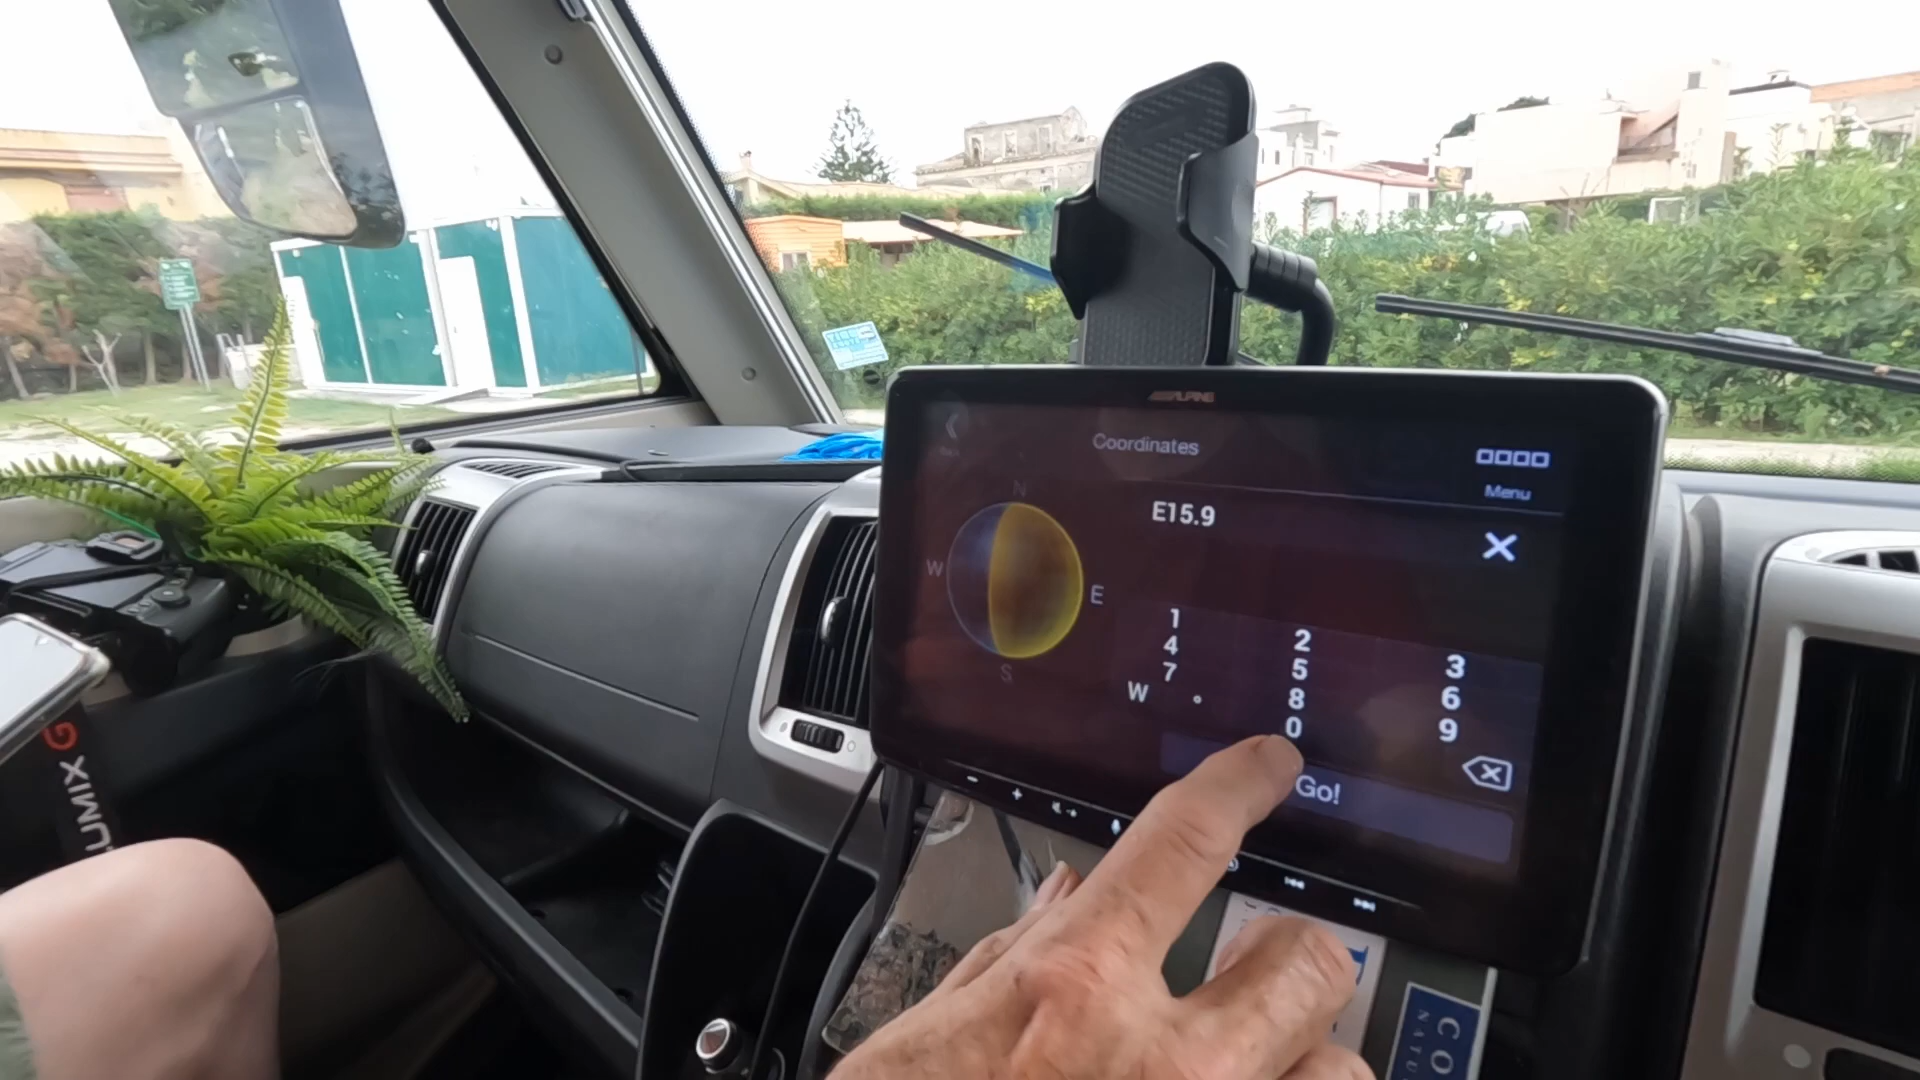 ALPINE
Coordinates
Menu
E15.9
N
W
E
S
1 2 3
4 5 6
7 8 9
W ° 0
Go!
LUMIX G